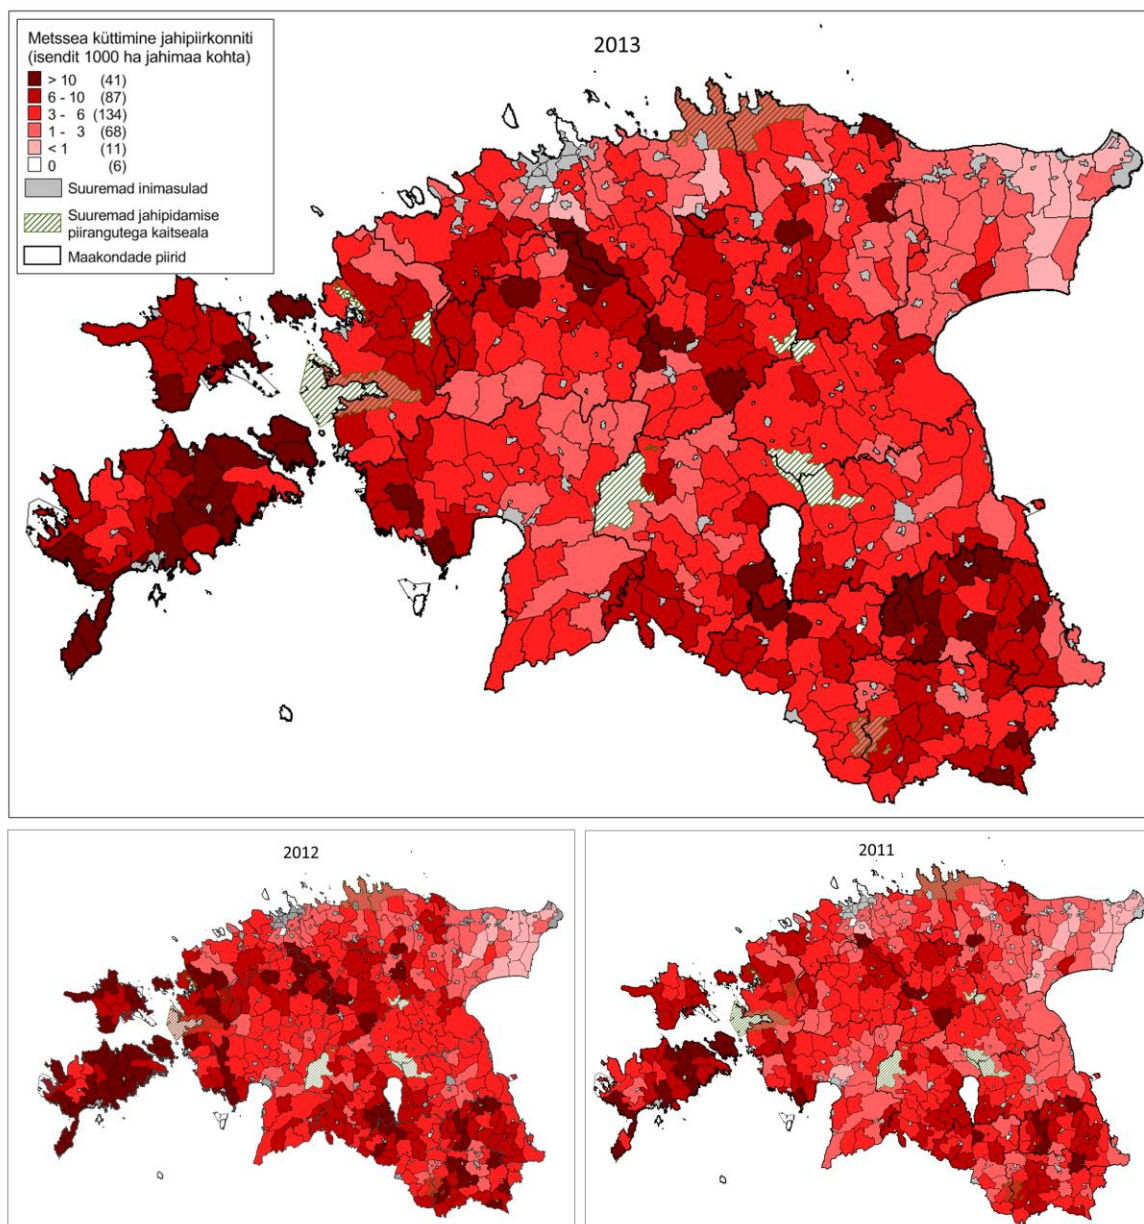 Metssea küttimine jahipiirkonniti
(isendit 1000 ha jahimaa kohta)
> 10 (41)
6 - 10 (87)
3 - 6 (134)
1 - 3 (68)
< 1 (11)
0 (6)
Suuremad inimasulad
Suuremad jahipidamise
piirangutega kaitseala
Maakondade piirid
2013
2012
2011